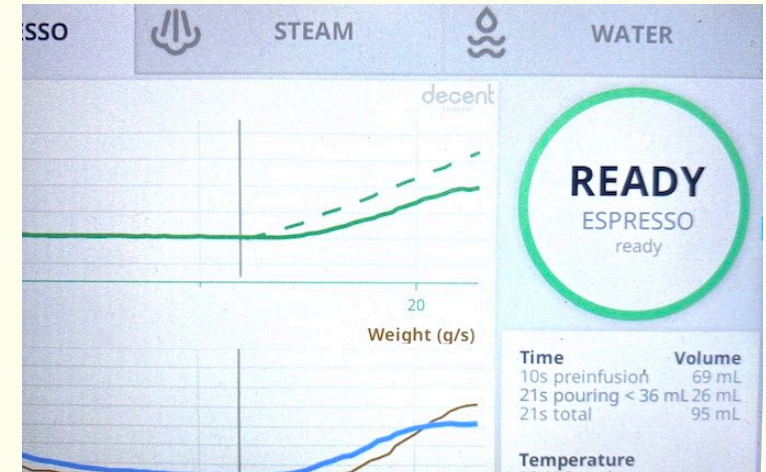 ESSO
STEAM
WATER
decent
READY
ESPRESSO
ready
20
Weight (g/s)
Time Volume
10s preinfusion 69 mL
21s pouring < 36 mL 26 mL
21s total 95 mL
Temperature